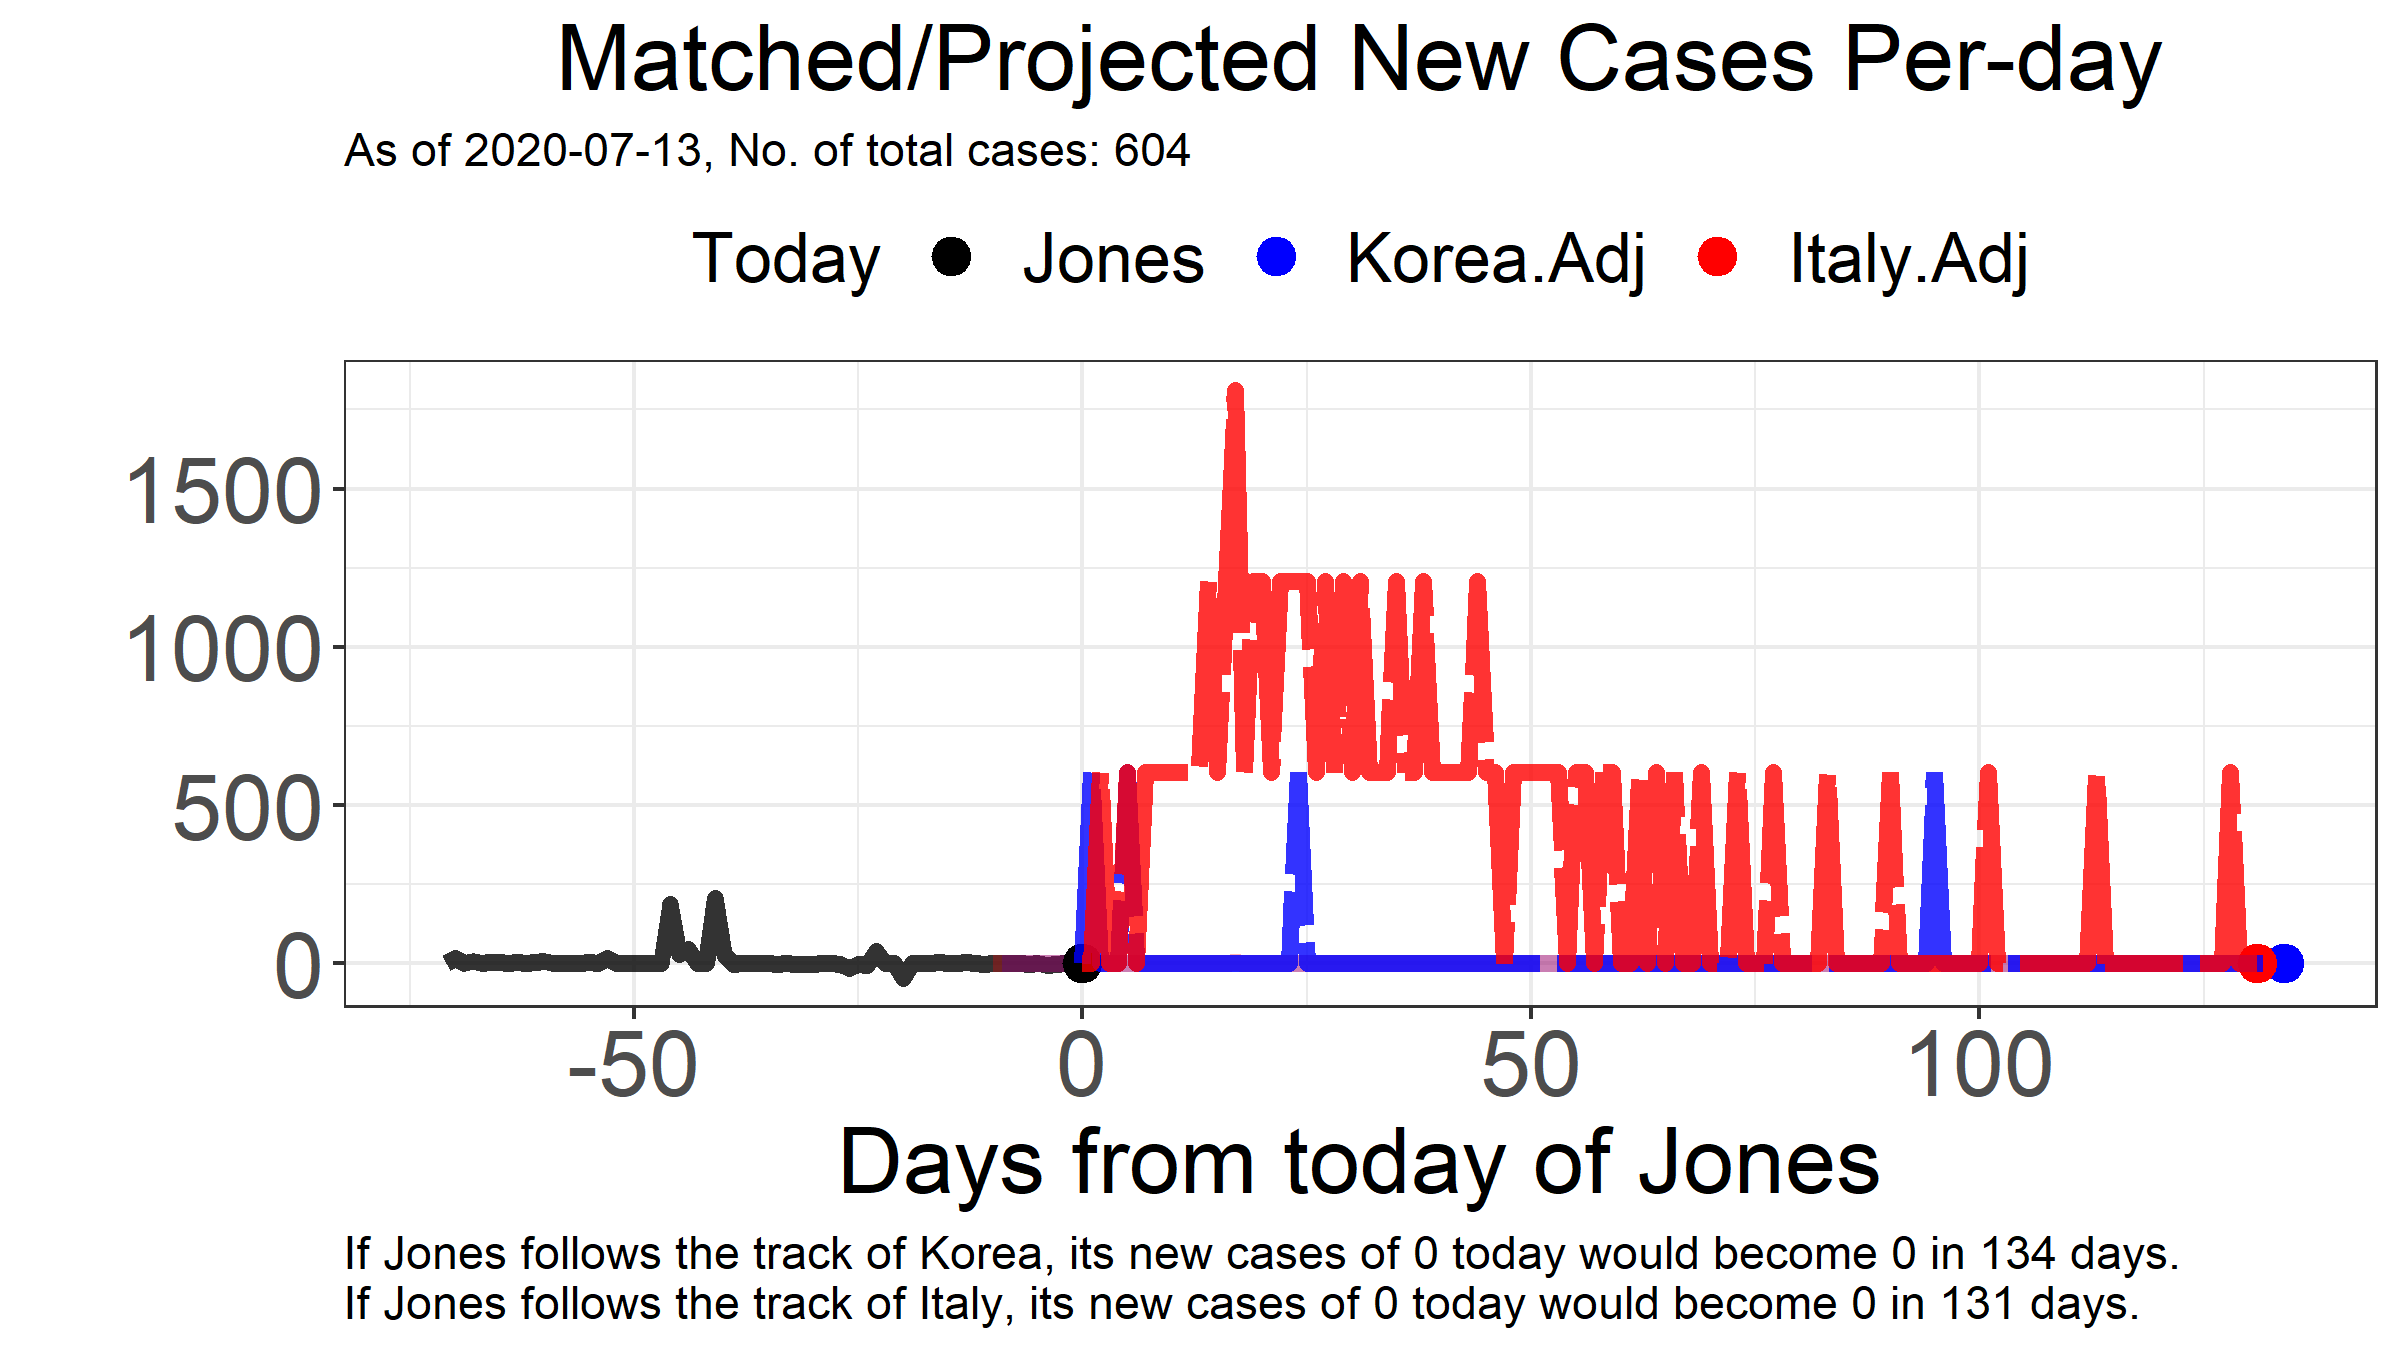 Matched/Projected New Cases Per-day
As of 2020-07-13, No. of total cases: 604
Today Jones Korea.Adj Italy.Adj
1500
1000
500
0
-50 0 50 100
Days from today of Jones
If Jones follows the track of Korea, its new cases of 0 today would become 0 in 134 days.
If Jones follows the track of Italy, its new cases of 0 today would become 0 in 131 days.